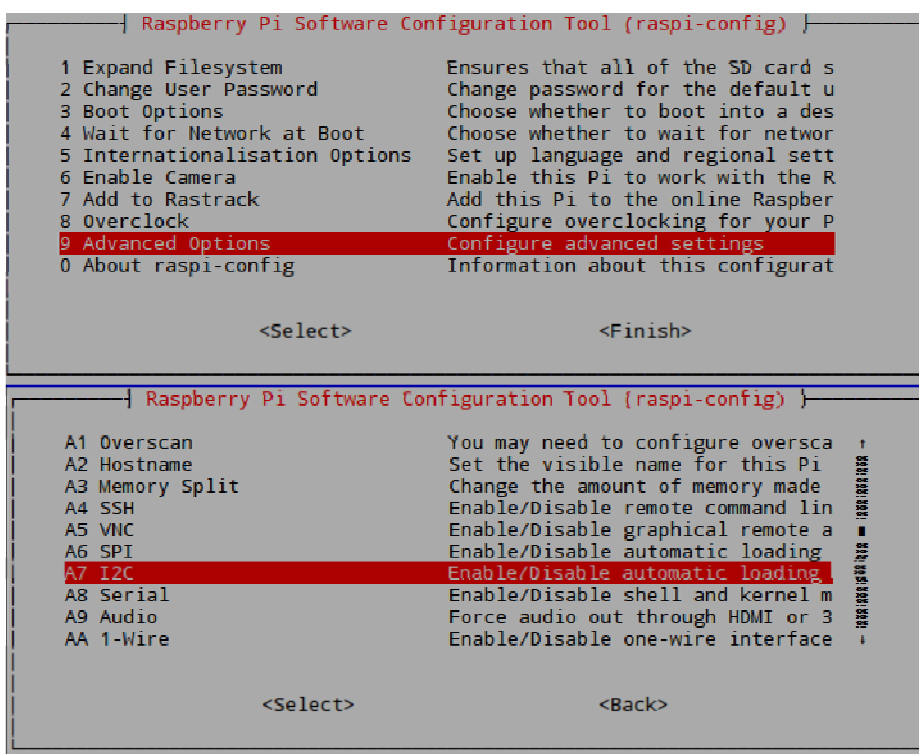 Raspberry Pi Software Configuration Tool (raspi-config)
1 Expand Filesystem Ensures that all of the SD card s
2 Change User Password Change password for the default u
3 Boot Options Choose whether to boot into a des
4 Wait for Network at Boot Choose whether to wait for networ
5 Internationalisation Options Set up language and regional sett
6 Enable Camera Enable this Pi to work with the R
7 Add to Rastrack Add this Pi to the online Raspber
8 Overclock Configure overclocking for your P
9 Advanced Options Configure advanced settings
0 About raspi-config Information about this configurat
<Select> <Finish>
Raspberry Pi Software Configuration Tool (raspi-config)
A1 Overscan You may need to configure oversca
A2 Hostname Set the visible name for this Pi
A3 Memory Split Change the amount of memory made
A4 SSH Enable/Disable remote command lin
A5 VNC Enable/Disable graphical remote a
A6 SPI Enable/Disable automatic loading
A7 I2C Enable/Disable automatic loading
A8 Serial Enable/Disable shell and kernel m
A9 Audio Force audio out through HDMI or 3
AA 1-Wire Enable/Disable one-wire interface
<Select> <Back>